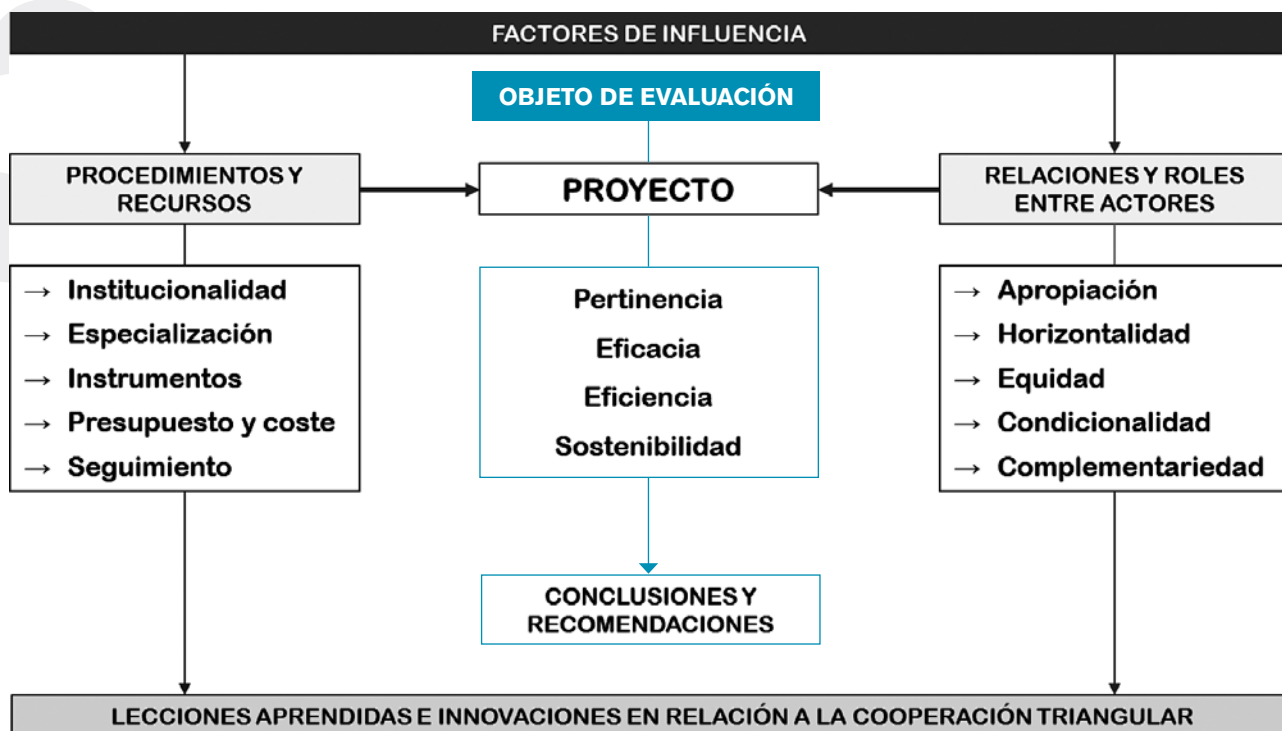 FACTORES DE INFLUENCIA
OBJETO DE EVALUACIÓN
PROCEDIMIENTOS Y
RECURSOS
PROYECTO
RELACIONES Y ROLES
ENTRE ACTORES
→ Institucionalidad
→ Especialización
→ Instrumentos
→ Presupuesto y coste
→ Seguimiento
Pertinencia
Eficacia
Eficiencia
Sostenibilidad
→ Apropiación
→ Horizontalidad
→ Equidad
→ Condicionalidad
→ Complementariedad
CONCLUSIONES Y
RECOMENDACIONES
LECCIONES APRENDIDAS E INNOVACIONES EN RELACIÓN A LA COOPERACIÓN TRIANGULAR